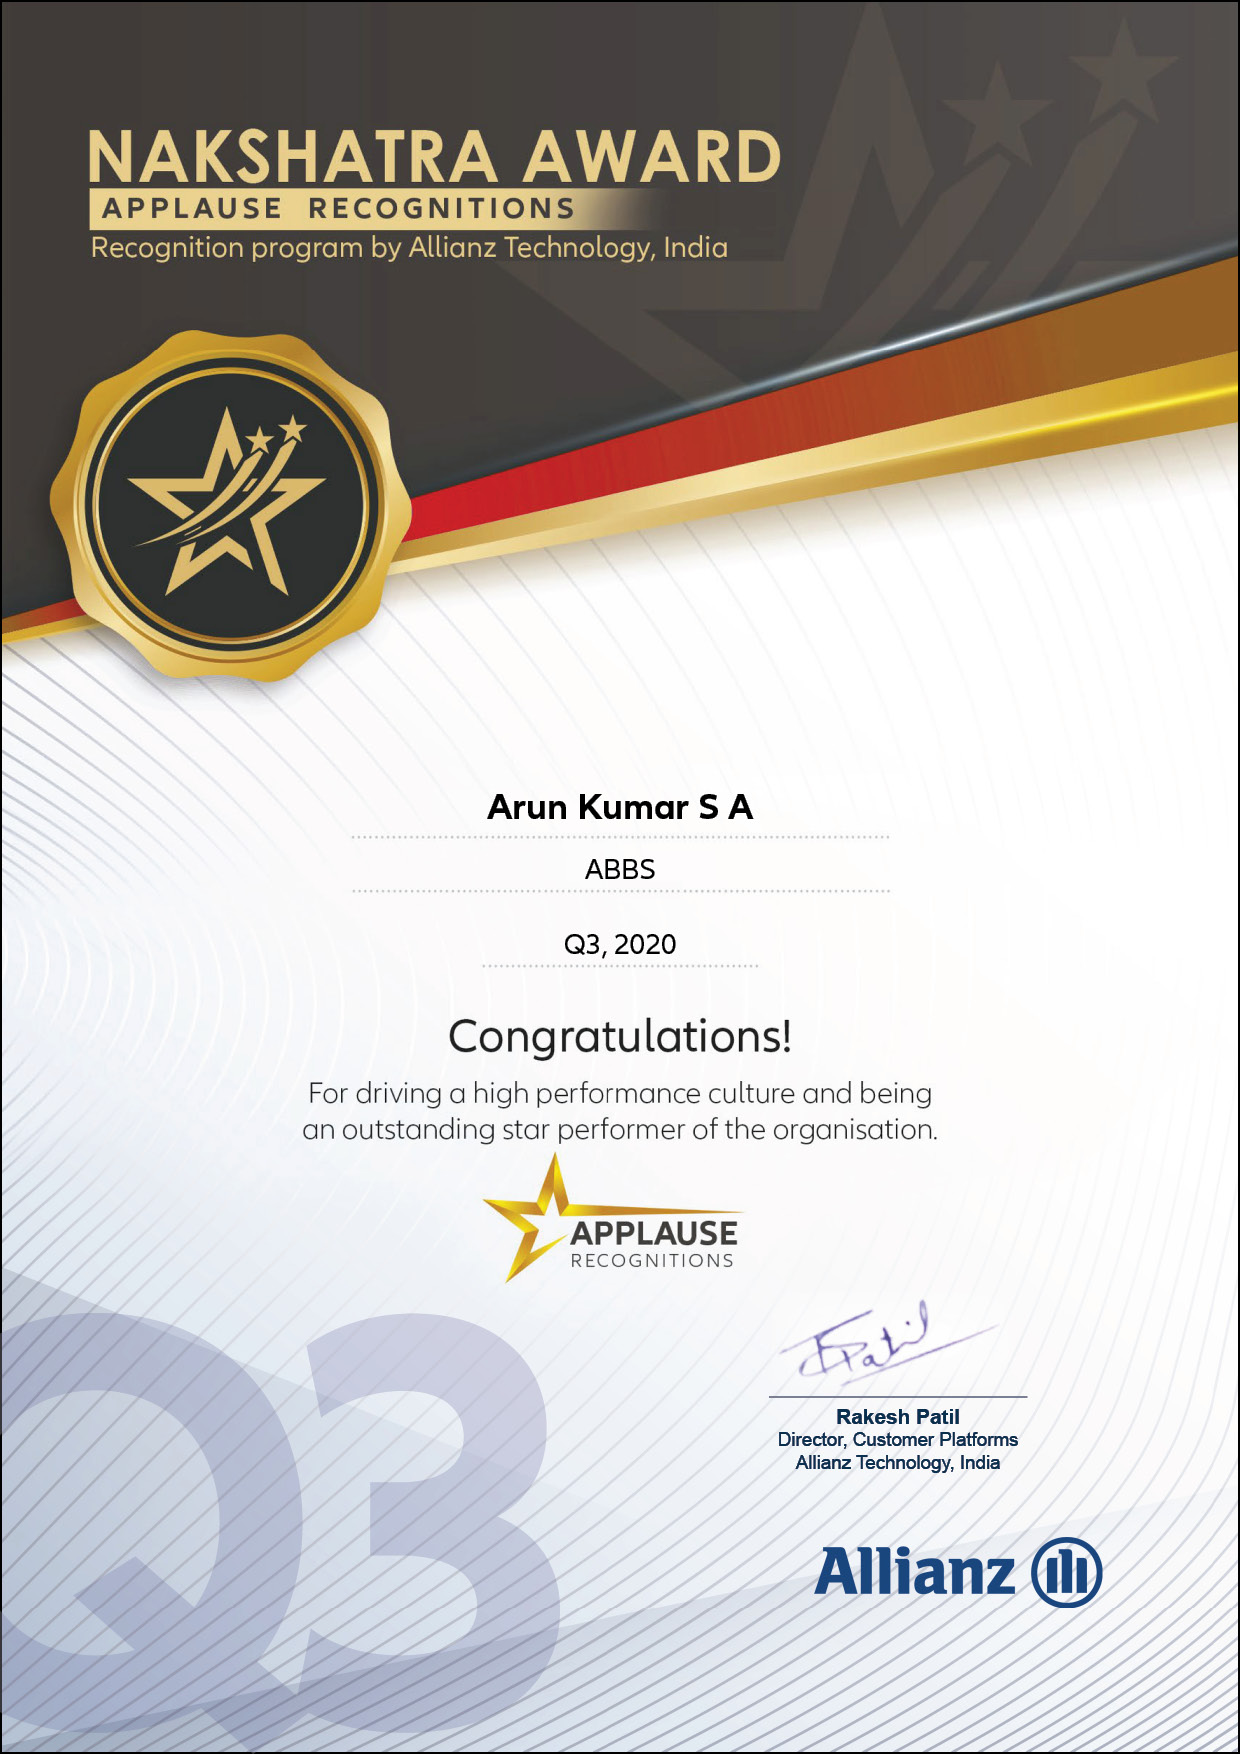 NAKSHATRA AWARD
APPLAUSE RECOGNITIONS
Recognition program by Allianz Technology, India
Arun Kumar S A
ABBS
Q3, 2020
Congratulations!
For driving a high performance culture and being
an outstanding star performer of the organisation.
APPLAUSE
RECOGNITIONS
Q3
Patil
Rakesh Patil
Director, Customer Platforms
Allianz Technology, India
Allianz